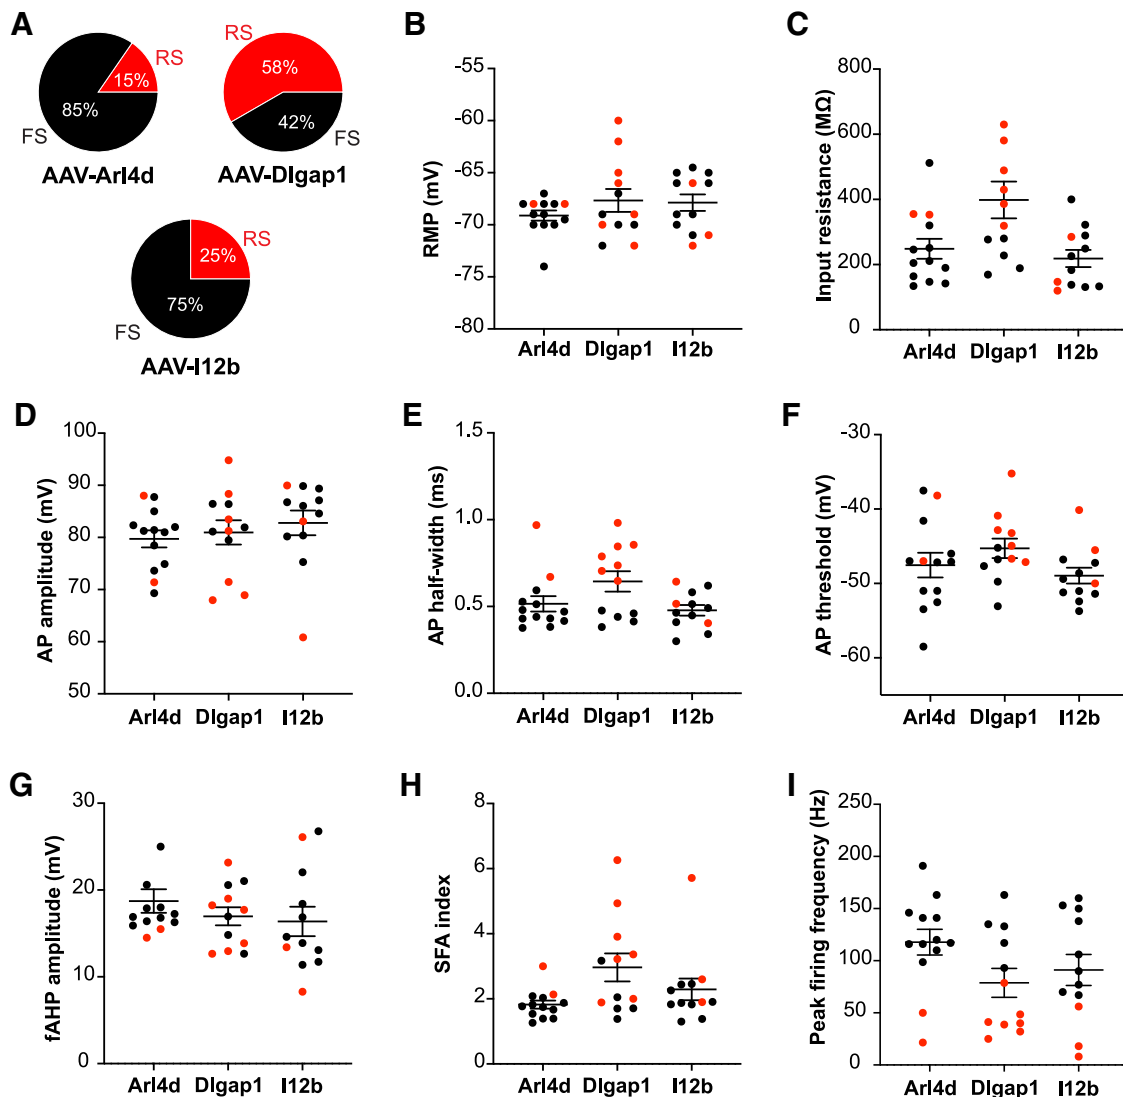 A
RS
15%
85%
FS
AAV-Arl4d
RS
58%
42%
FS
AAV-Dlgap1
RS
25%
75%
FS
AAV-I12b
B
RMP (mV)
-55
-60
-65
-70
-75
-80
Arl4d Dlgap1 I12b
C
Input resistance (MΩ)
800
600
400
200
0
Arl4d Dlgap1 I12b
D
AP amplitude (mV)
100
90
80
70
60
50
Arl4d Dlgap1 I12b
E
AP half-width (ms)
1.5
1.0
0.5
0.0
Arl4d Dlgap1 I12b
F
AP threshold (mV)
-30
-40
-50
-60
Arl4d Dlgap1 I12b
G
fAHP amplitude (mV)
30
20
10
0
Arl4d Dlgap1 I12b
H
SFA index
8
6
4
2
0
Arl4d Dlgap1 I12b
I
Peak firing frequency (Hz)
250
200
150
100
50
0
Arl4d Dlgap1 I12b